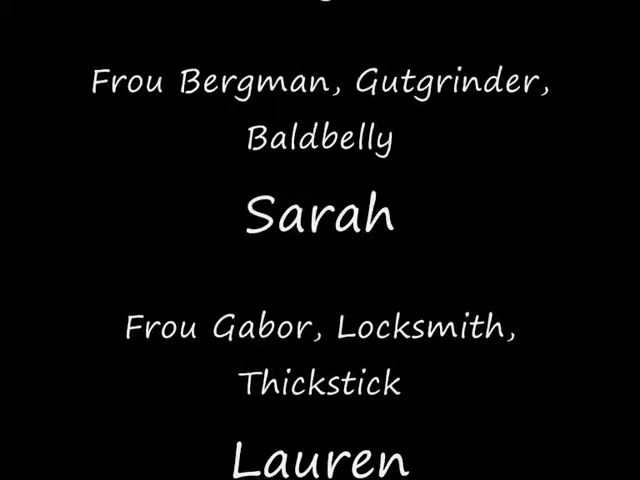 Frou Bergman, Gutgrinder,
Baldbelly
Sarah
Frou Gabor, Locksmith,
Thickstick
Lauren